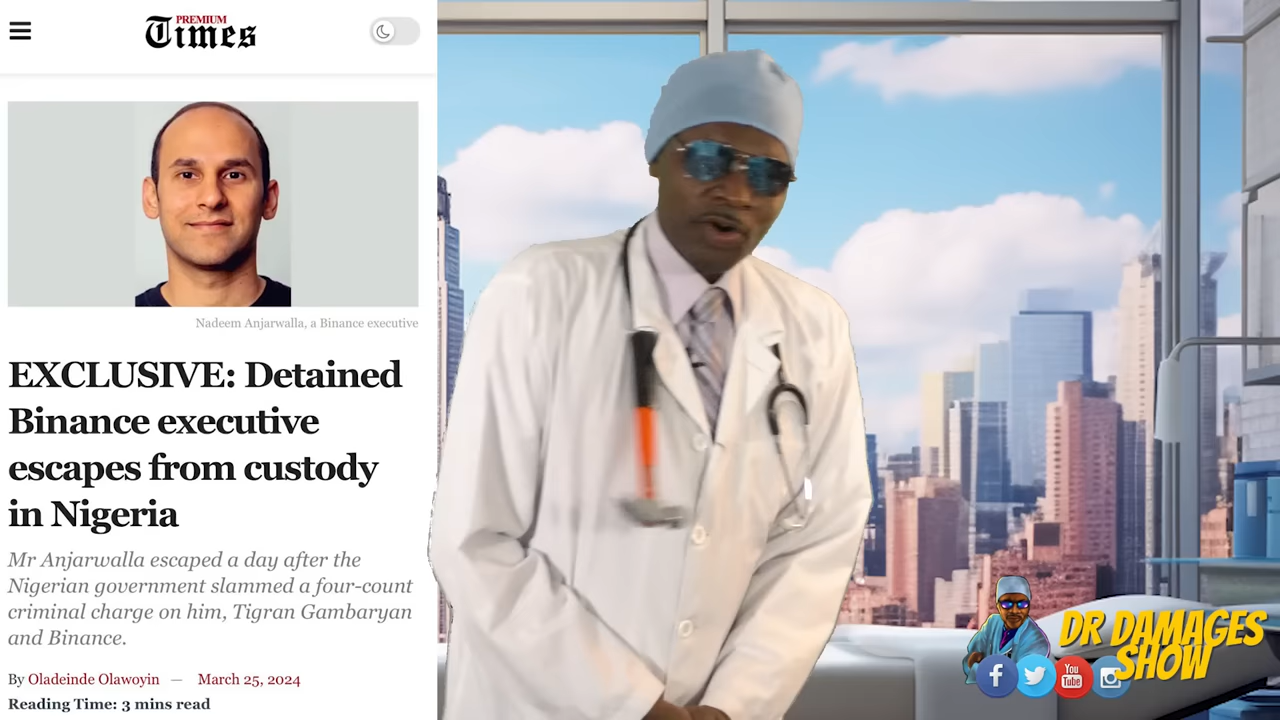 PREMIUM
Times
Nadeem Anjarwalla, a Binance executive
EXCLUSIVE: Detained
Binance executive
escapes from custody
in Nigeria
Mr Anjarwalla escaped a day after the
Nigerian government slammed a four-count
criminal charge on him, Tigran Gambaryan
and Binance.
By Oladeinde Olawoyin — March 25, 2024
Reading Time: 3 mins read
DR DAMAGES
SHOW
You
Tube